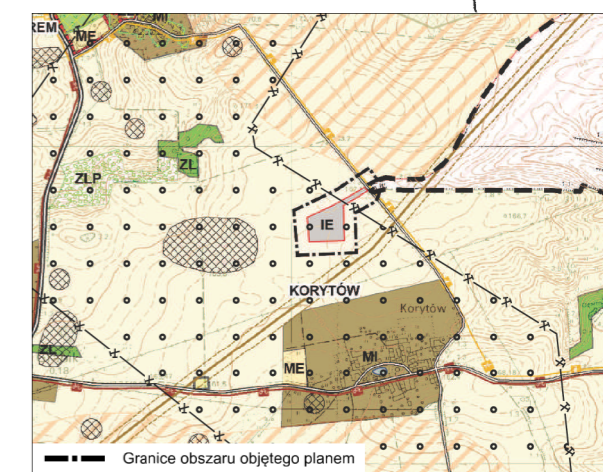 REM
ME
MI
ZL
ZLP
IE
KORYTÓW
Korytów
MI
ME
ZL
Granice obszaru objętego planem